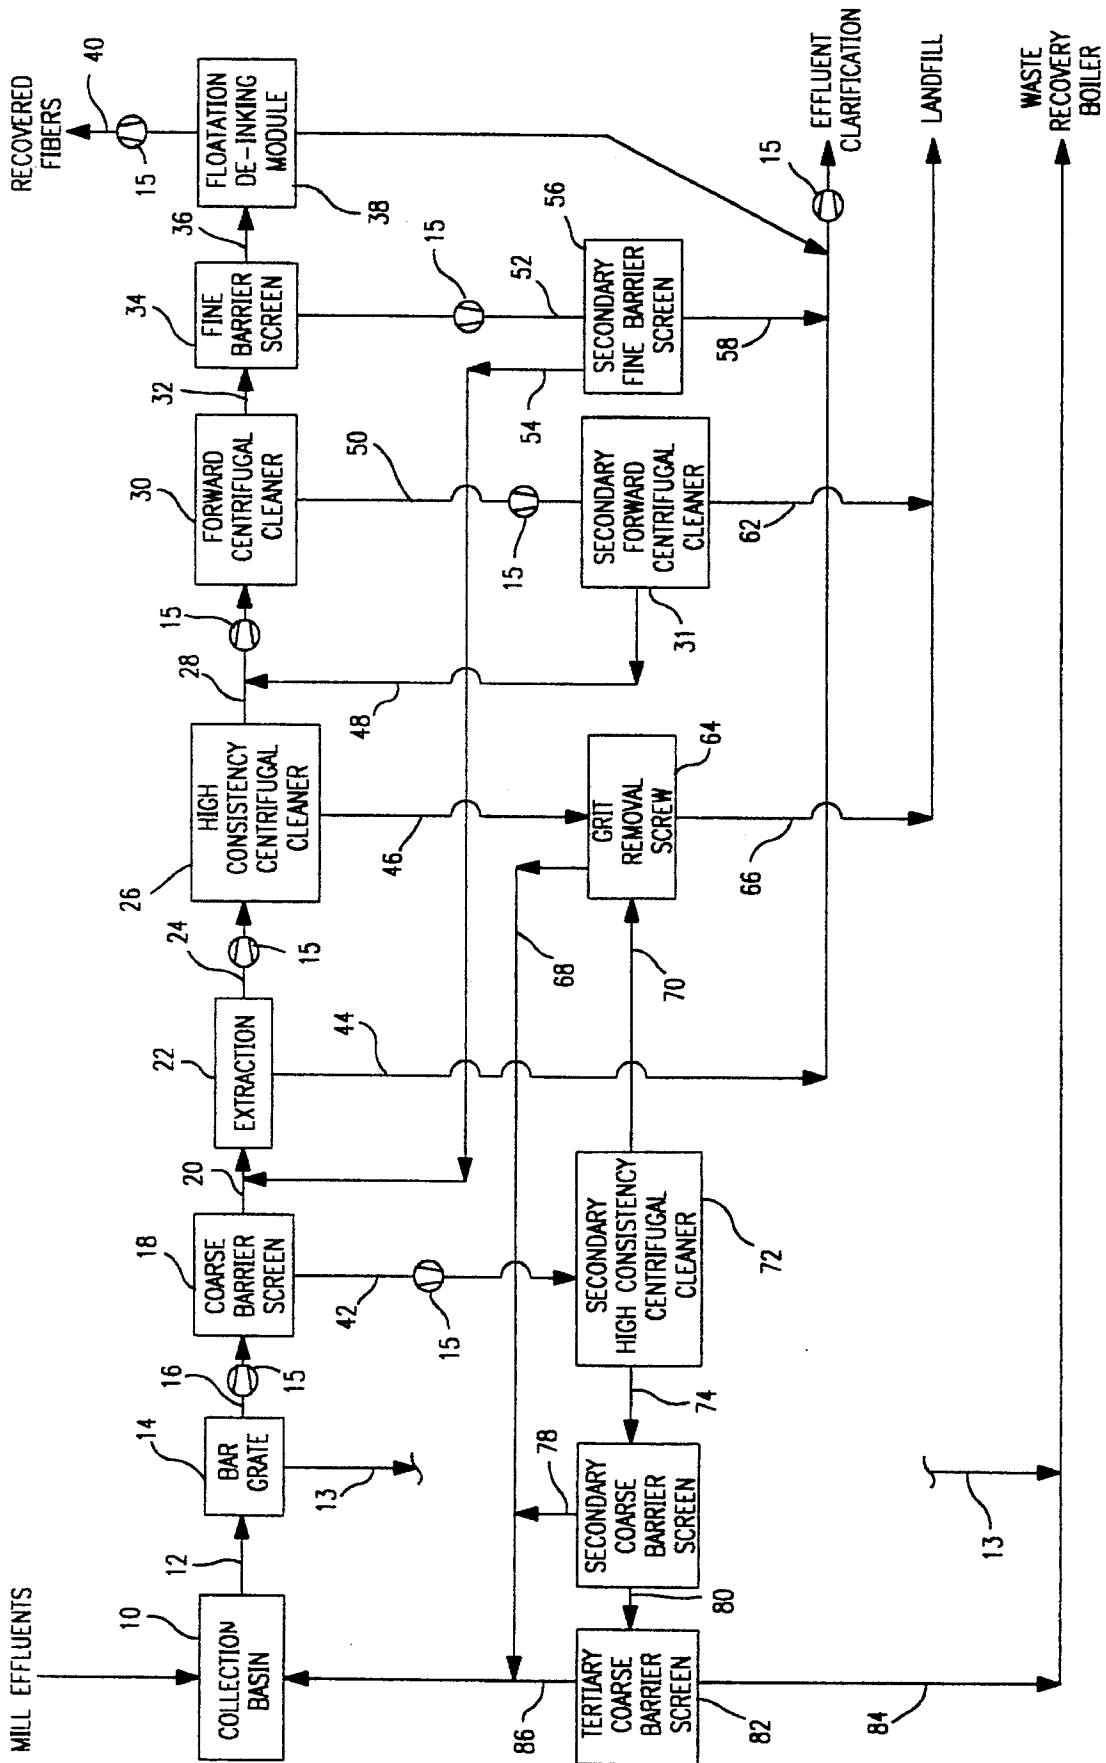 MILL EFFLUENTS
10
COLLECTION
BASIN
12
14
BAR
GRATE
13
16
15
18
COARSE
BARRIER
SCREEN
20
22
EXTRACTION
24
15
26
HIGH
CONSISTENCY
CENTRIFUGAL
CLEANER
28
15
30
FORWARD
CENTRIFUGAL
CLEANER
32
34
FINE
BARRIER
SCREEN
36
FLOATATION
DE-INKING
MODULE
38
15
40
RECOVERED
FIBERS
42
15
44
46
48
50
15
52
15
54
56
SECONDARY
FINE BARRIER
SCREEN
58
SECONDARY
FORWARD
CENTRIFUGAL
CLEANER
31
62
GRIT
REMOVAL
SCREW
64
66
68
70
SECONDARY
HIGH CONSISTENCY
CENTRIFUGAL
CLEANER
72
74
SECONDARY
COARSE
BARRIER
SCREEN
78
80
TERTIARY
COARSE
BARRIER
SCREEN
82
84
86
13
15
EFFLUENT
CLARIFICATION
LANDFILL
WASTE
RECOVERY
BOILER